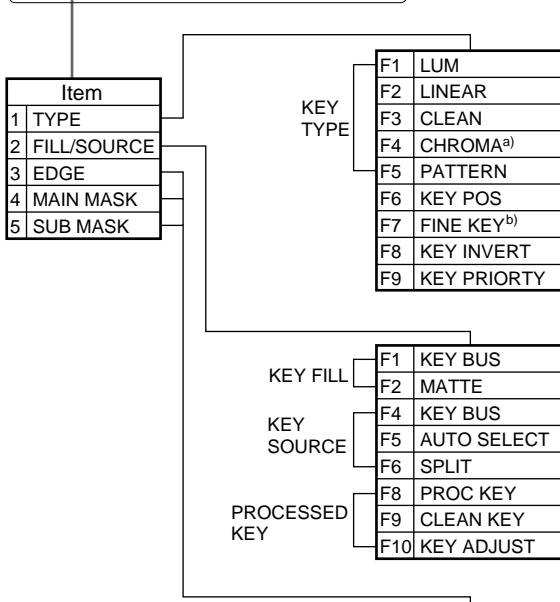 Item
1 TYPE
2 FILL/SOURCE
3 EDGE
4 MAIN MASK
5 SUB MASK
KEY
TYPE
F1 LUM
F2 LINEAR
F3 CLEAN
F4 CHROMAa)
F5 PATTERN
F6 KEY POS
F7 FINE KEYb)
F8 KEY INVERT
F9 KEY PRIORTY
KEY FILL
KEY
SOURCE
PROCESSED
KEY
F1 KEY BUS
F2 MATTE
F4 KEY BUS
F5 AUTO SELECT
F6 SPLIT
F8 PROC KEY
F9 CLEAN KEY
F10 KEY ADJUST